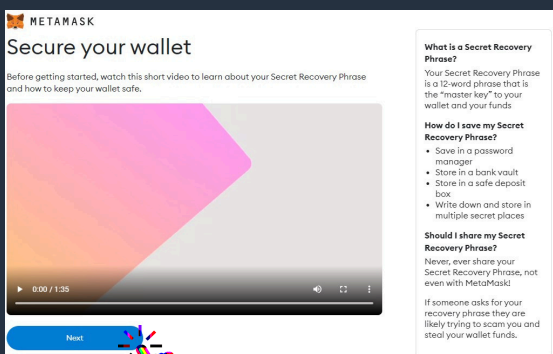 METAMASK
Secure your wallet
Before getting started, watch this short video to learn about your Secret Recovery Phrase
and how to keep your wallet safe.
0:00 / 1:35
Next
What is a Secret Recovery
Phrase?
Your Secret Recovery Phrase
is a 12-word phrase that is
the “master key” to your
wallet and your funds
How do I save my Secret
Recovery Phrase?
• Save in a password
manager
• Store in a bank vault
• Store in a safe deposit
box
• Write down and store in
multiple secret places
Should I share my Secret
Recovery Phrase?
Never, ever share your
Secret Recovery Phrase, not
even with MetaMask!
If someone asks for your
recovery phrase they are
likely trying to scam you and
steal your wallet funds.